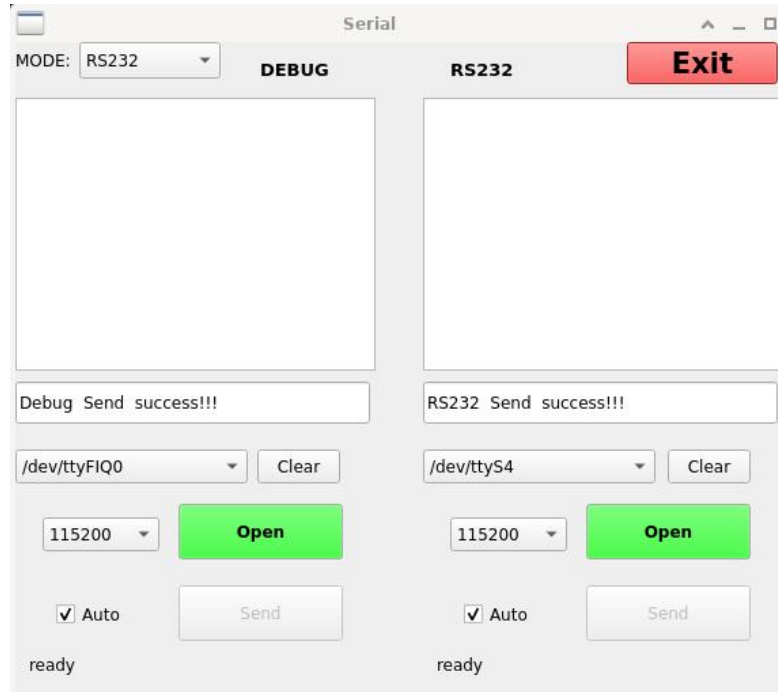 Serial
MODE: RS232 DEBUG RS232 Exit
Debug Send success!!! RS232 Send success!!!
/dev/ttyFIQ0 Clear /dev/ttyS4 Clear
115200 Open 115200 Open
Auto Send Auto Send
ready ready